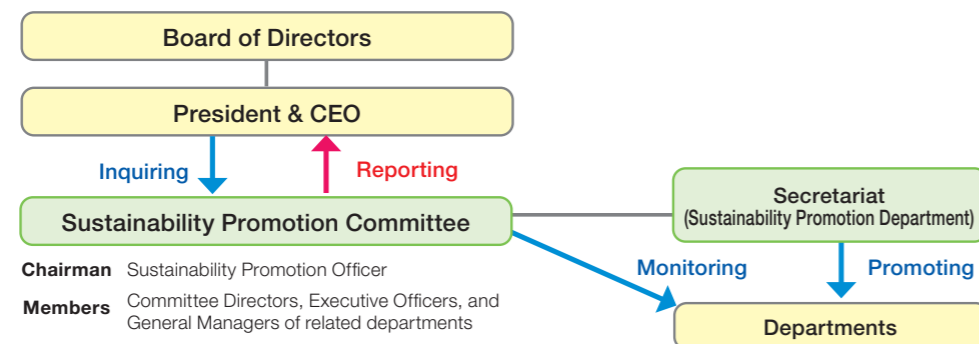 Board of Directors
President & CEO
Inquiring
Reporting
Sustainability Promotion Committee
Secretariat
(Sustainability Promotion Department)
Chairman Sustainability Promotion Officer
Members Committee Directors, Executive Officers, and
General Managers of related departments
Monitoring
Promoting
Departments